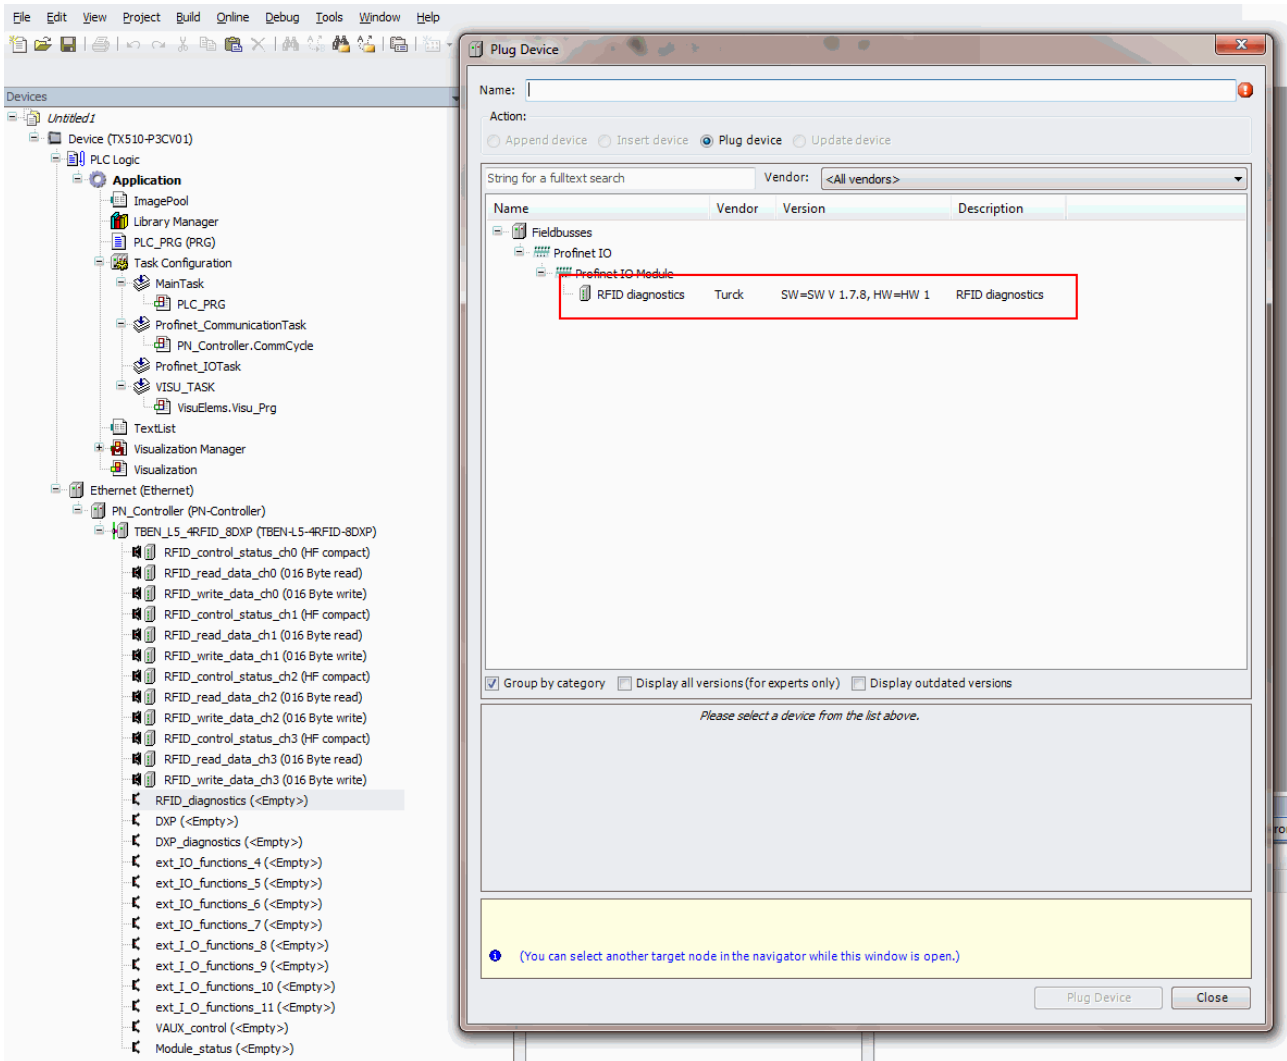 File Edit View Project Build Online Debug Tools Window Help
Devices
Untitled1
Device (TX510-P3CV01)
PLC Logic
Application
ImagePool
Library Manager
PLC_PRG (PRG)
Task Configuration
MainTask
PLC_PRG
Profinet_CommunicationTask
PN_Controller.CommCycle
Profinet_IOTask
VISU_TASK
VisuElems.Visu_Prg
TextList
Visualization Manager
Visualization
Ethernet (Ethernet)
PN_Controller (PN-Controller)
TBEN_L5_4RFID_8DXP (TBEN-L5-4RFID-8DXP)
RFID_control_status_ch0 (HF compact)
RFID_read_data_ch0 (016 Byte read)
RFID_write_data_ch0 (016 Byte write)
RFID_control_status_ch1 (HF compact)
RFID_read_data_ch1 (016 Byte read)
RFID_write_data_ch1 (016 Byte write)
RFID_control_status_ch2 (HF compact)
RFID_read_data_ch2 (016 Byte read)
RFID_write_data_ch2 (016 Byte write)
RFID_control_status_ch3 (HF compact)
RFID_read_data_ch3 (016 Byte read)
RFID_write_data_ch3 (016 Byte write)
RFID_diagnostics (<Empty>)
DXP (<Empty>)
DXP_diagnostics (<Empty>)
ext_IO_functions_4 (<Empty>)
ext_IO_functions_5 (<Empty>)
ext_IO_functions_6 (<Empty>)
ext_IO_functions_7 (<Empty>)
ext_I_O_functions_8 (<Empty>)
ext_I_O_functions_9 (<Empty>)
ext_I_O_functions_10 (<Empty>)
ext_I_O_functions_11 (<Empty>)
VAUX_control (<Empty>)
Module_status (<Empty>)
Plug Device
Name:
Action:
Append device Insert device Plug device Update device
String for a fulltext search Vendor: <All vendors>
Name Vendor Version Description
Fieldbusses
Profinet IO
Profinet IO Module
RFID diagnostics Turck SW=SW V 1.7.8, HW=HW 1 RFID diagnostics
Group by category Display all versions (for experts only) Display outdated versions
Please select a device from the list above.
(You can select another target node in the navigator while this window is open.)
Plug Device Close